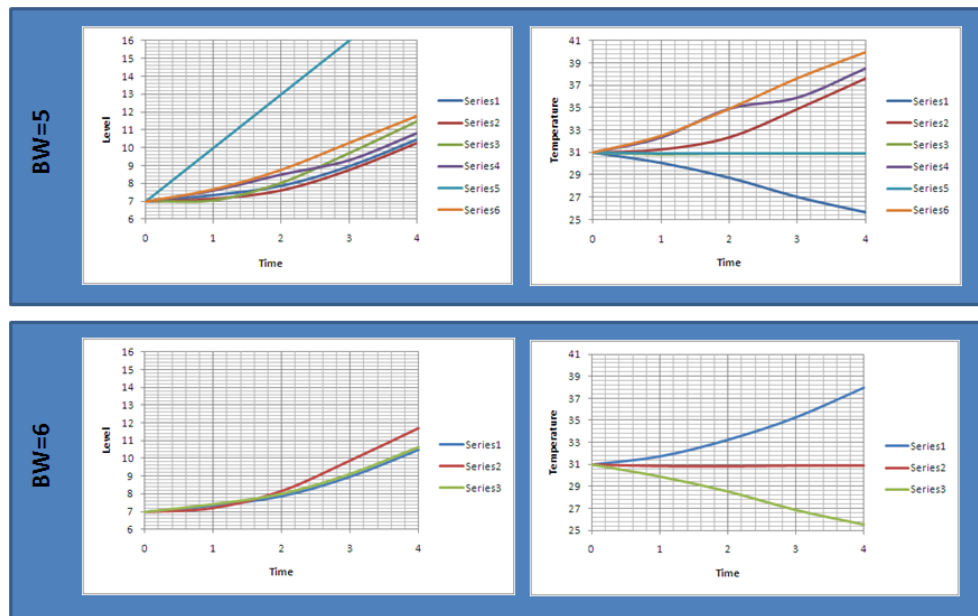 BW=5
Level
16
15
14
13
12
11
10
9
8
7
6
0 1 2 3 4
Time
Series1
Series2
Series3
Series4
Series5
Series6
Temperature
41
39
37
35
33
31
29
27
25
0 1 2 3 4
Time
Series1
Series2
Series3
Series4
Series5
Series6
BW=6
Level
16
15
14
13
12
11
10
9
8
7
6
0 1 2 3 4
Time
Series1
Series2
Series3
Temperature
41
39
37
35
33
31
29
27
25
0 1 2 3 4
Time
Series1
Series2
Series3